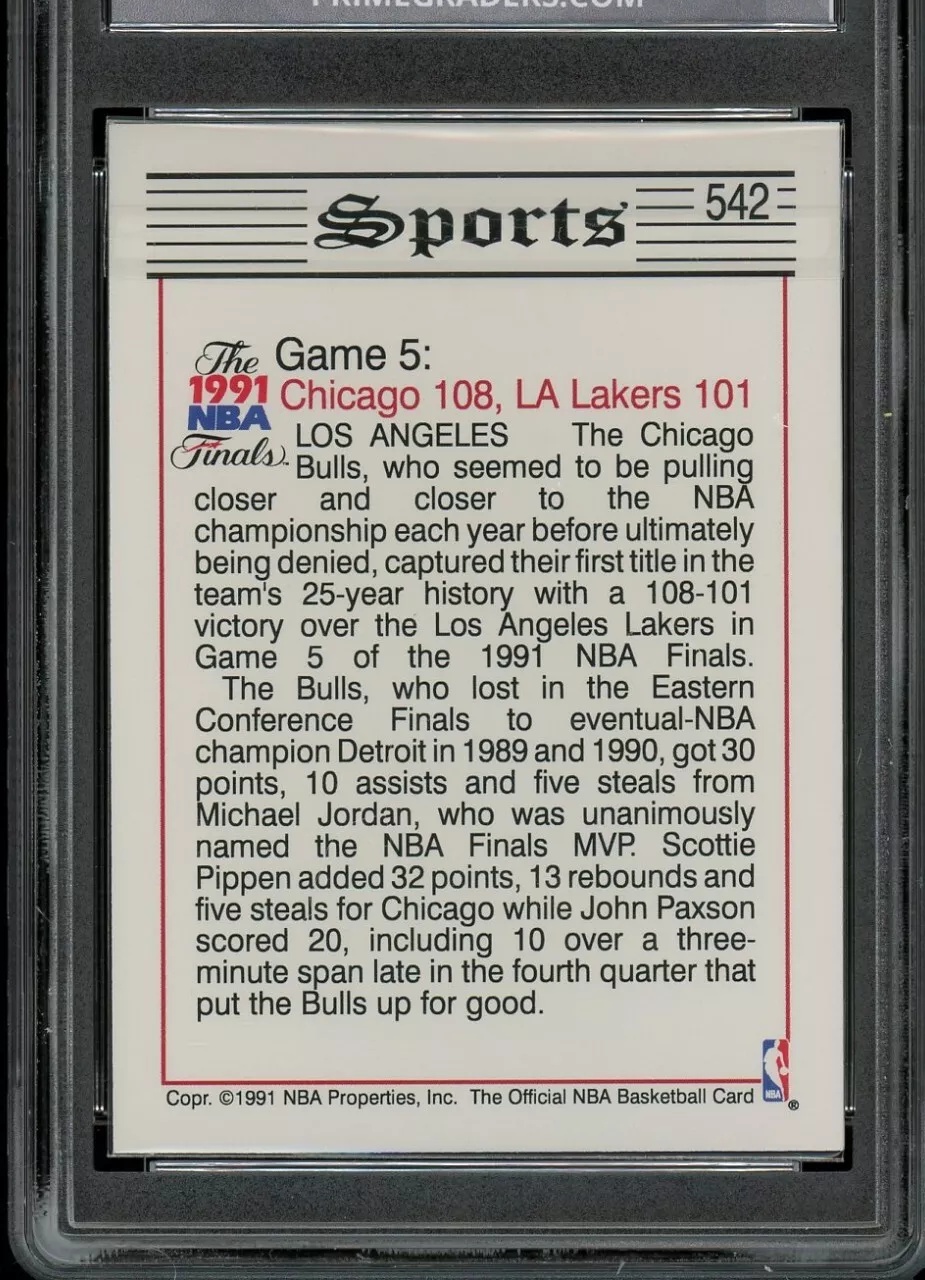 PRIMEGRADERS.COM
Sports 542
The 1991 NBA Finals™
Game 5:
Chicago 108, LA Lakers 101
LOS ANGELES The Chicago
Bulls, who seemed to be pulling
closer and closer to the NBA
championship each year before ultimately
being denied, captured their first title in the
team's 25-year history with a 108-101
victory over the Los Angeles Lakers in
Game 5 of the 1991 NBA Finals.
The Bulls, who lost in the Eastern
Conference Finals to eventual-NBA
champion Detroit in 1989 and 1990, got 30
points, 10 assists and five steals from
Michael Jordan, who was unanimously
named the NBA Finals MVP. Scottie
Pippen added 32 points, 13 rebounds and
five steals for Chicago while John Paxson
scored 20, including 10 over a three-
minute span late in the fourth quarter that
put the Bulls up for good.
Copr. ©1991 NBA Properties, Inc. The Official NBA Basketball Card NBA ®